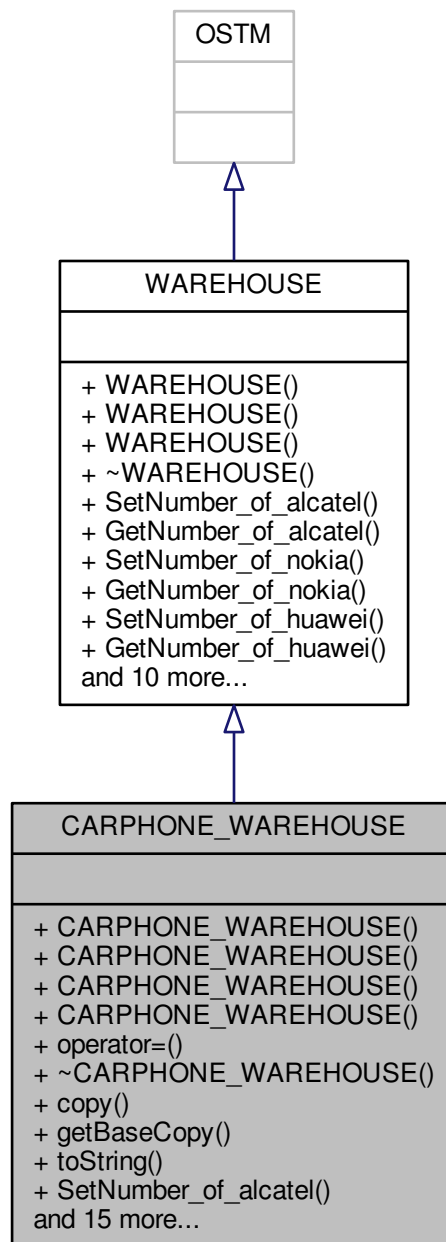 OSTM
WAREHOUSE
+ WAREHOUSE()
+ WAREHOUSE()
+ WAREHOUSE()
+ ~WAREHOUSE()
+ SetNumber_of_alcatel()
+ GetNumber_of_alcatel()
+ SetNumber_of_nokia()
+ GetNumber_of_nokia()
+ SetNumber_of_huawei()
+ GetNumber_of_huawei()
and 10 more...
CARPHONE_WAREHOUSE
+ CARPHONE_WAREHOUSE()
+ CARPHONE_WAREHOUSE()
+ CARPHONE_WAREHOUSE()
+ CARPHONE_WAREHOUSE()
+ operator=()
+ ~CARPHONE_WAREHOUSE()
+ copy()
+ getBaseCopy()
+ toString()
+ SetNumber_of_alcatel()
and 15 more...